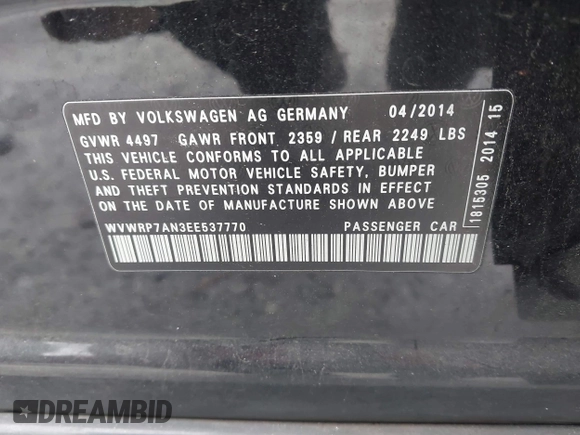 MFD BY VOLKSWAGEN AG GERMANY 04/2014
GVWR 4497 GAWR FRONT 2359 / REAR 2249 LBS
THIS VEHICLE CONFORMS TO ALL APPLICABLE
U.S. FEDERAL MOTOR VEHICLE SAFETY, BUMPER
AND THEFT PREVENTION STANDARDS IN EFFECT
ON THE DATE OF MANUFACTURE SHOWN ABOVE
WVWRP7AN3EE537770 PASSENGER CAR
1815305 2014 15
DREAMBID